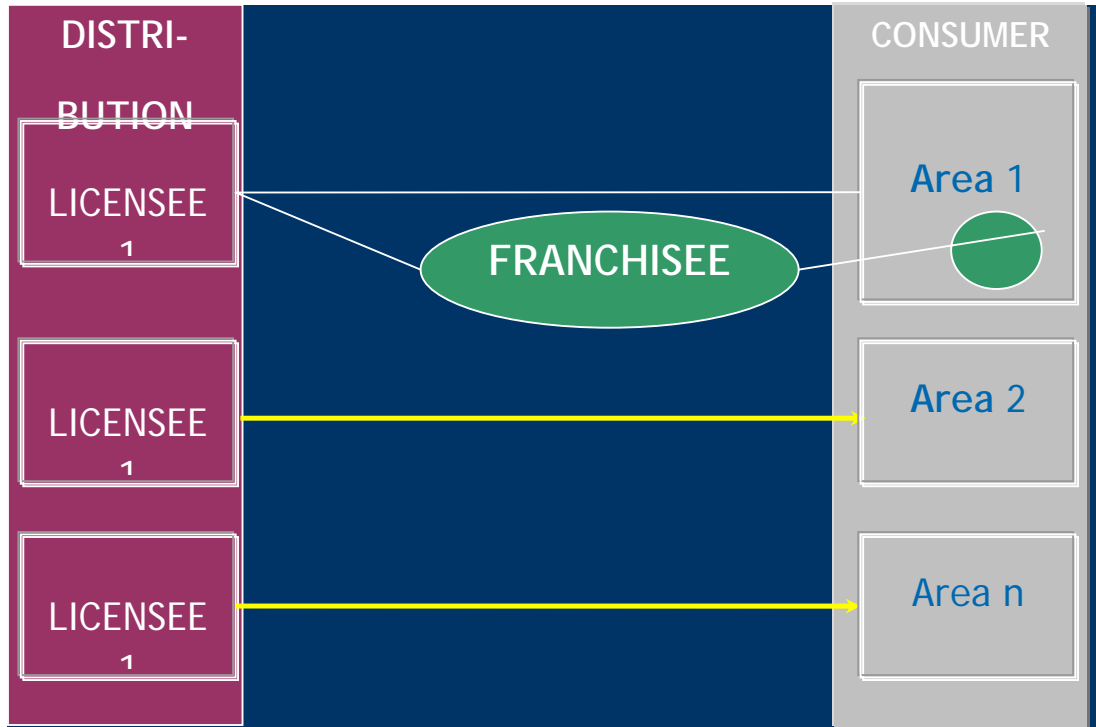 DISTRI-
BUTION
LICENSEE
1
LICENSEE
1
LICENSEE
1
FRANCHISEE
CONSUMER
Area 1
Area 2
Area n